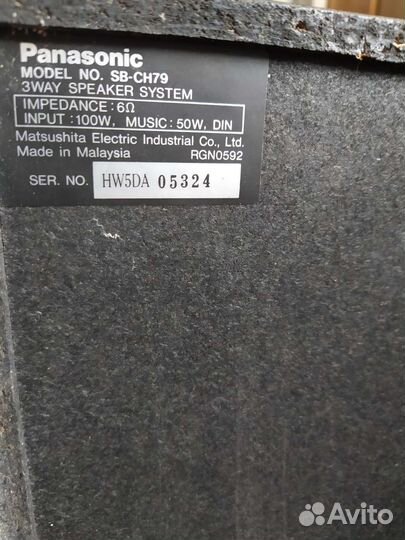 Panasonic
MODEL NO. SB-CH79
3WAY SPEAKER SYSTEM
IMPEDANCE : 6Ω
INPUT : 100W, MUSIC : 50W, DIN
Matsushita Electric Industrial Co., Ltd.
Made in Malaysia RGN0592
SER. NO. HW5DA 05324
Avito